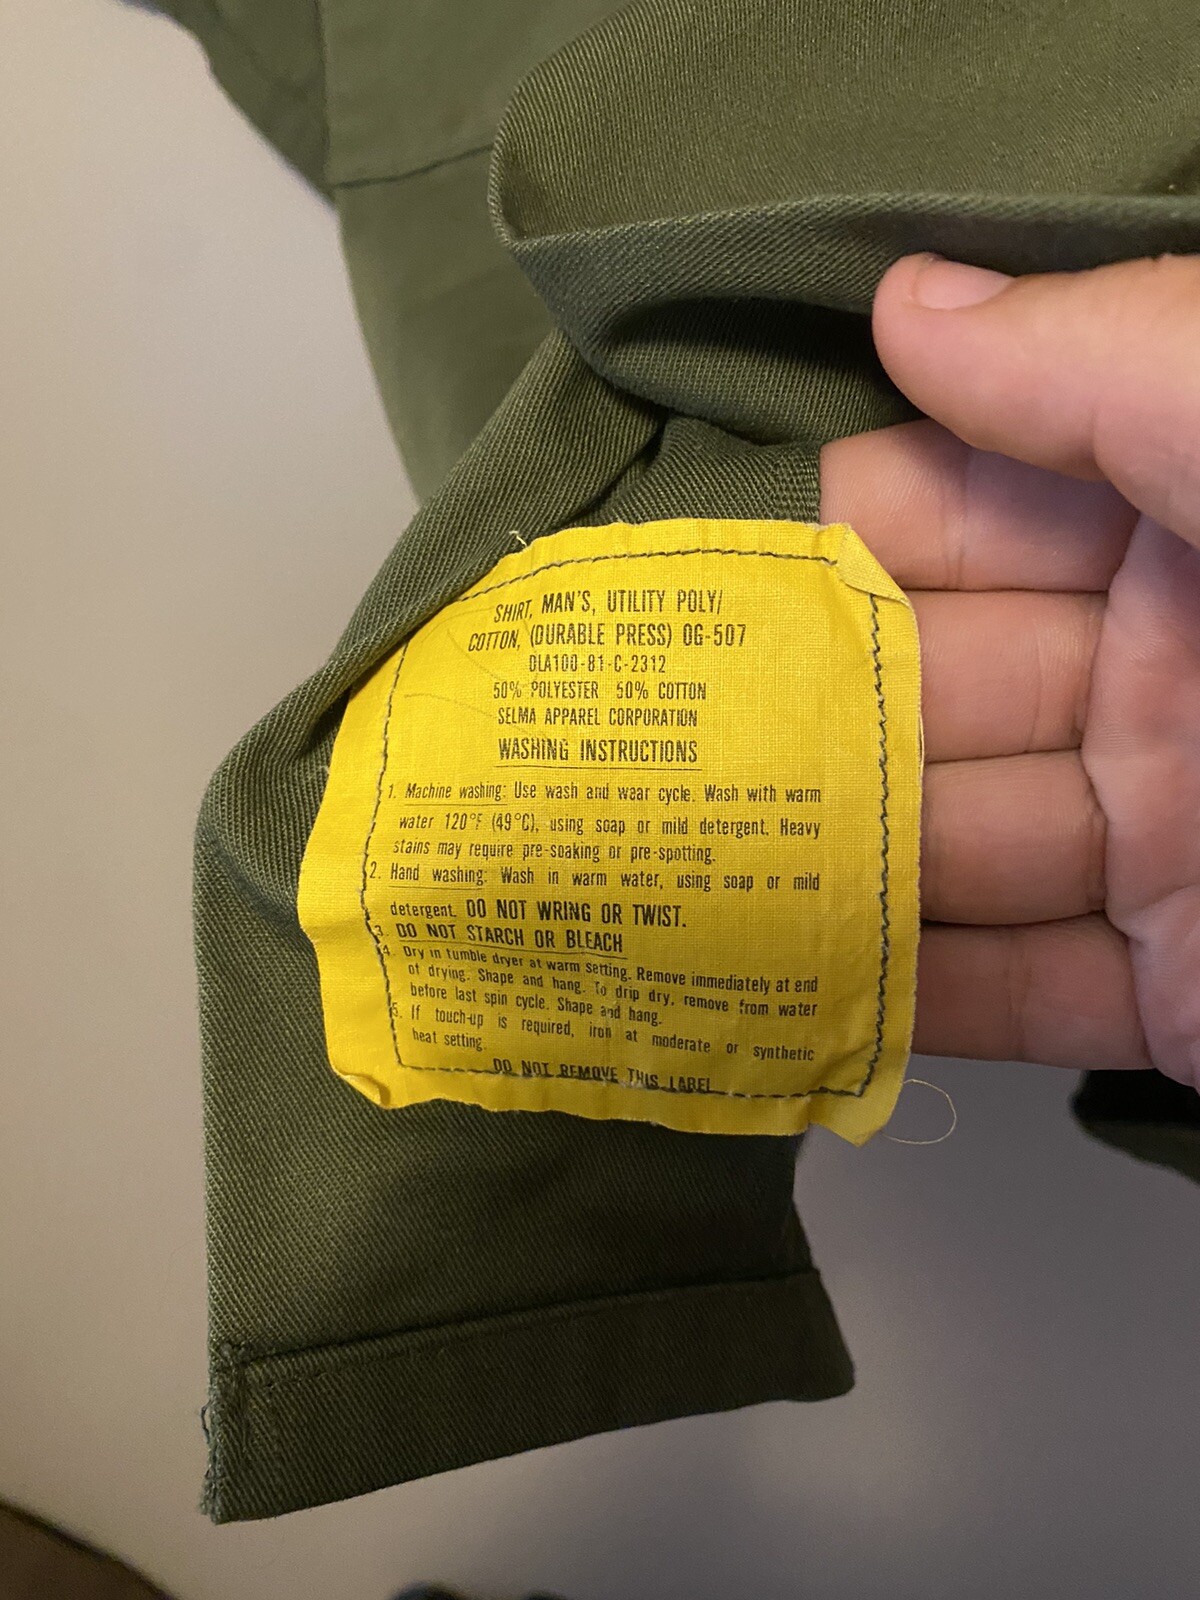 SHIRT, MAN'S, UTILITY POLY/
COTTON, (DURABLE PRESS) OG-507
DLA100-81-C-2312
50% POLYESTER 50% COTTON
SELMA APPAREL CORPORATION
WASHING INSTRUCTIONS
1. Machine washing: Use wash and wear cycle. Wash with warm
water 120°F (49°C), using soap or mild detergent. Heavy
stains may require pre-soaking or pre-spotting.
2. Hand washing: Wash in warm water, using soap or mild
detergent. DO NOT WRING OR TWIST.
3. DO NOT STARCH OR BLEACH
4. Dry in tumble dryer at warm setting. Remove immediately at end
of drying. Shape and hang. To drip dry, remove from water
before last spin cycle. Shape and hang.
5. If touch-up is required, iron at moderate or synthetic
heat setting.
DO NOT REMOVE THIS LABEL